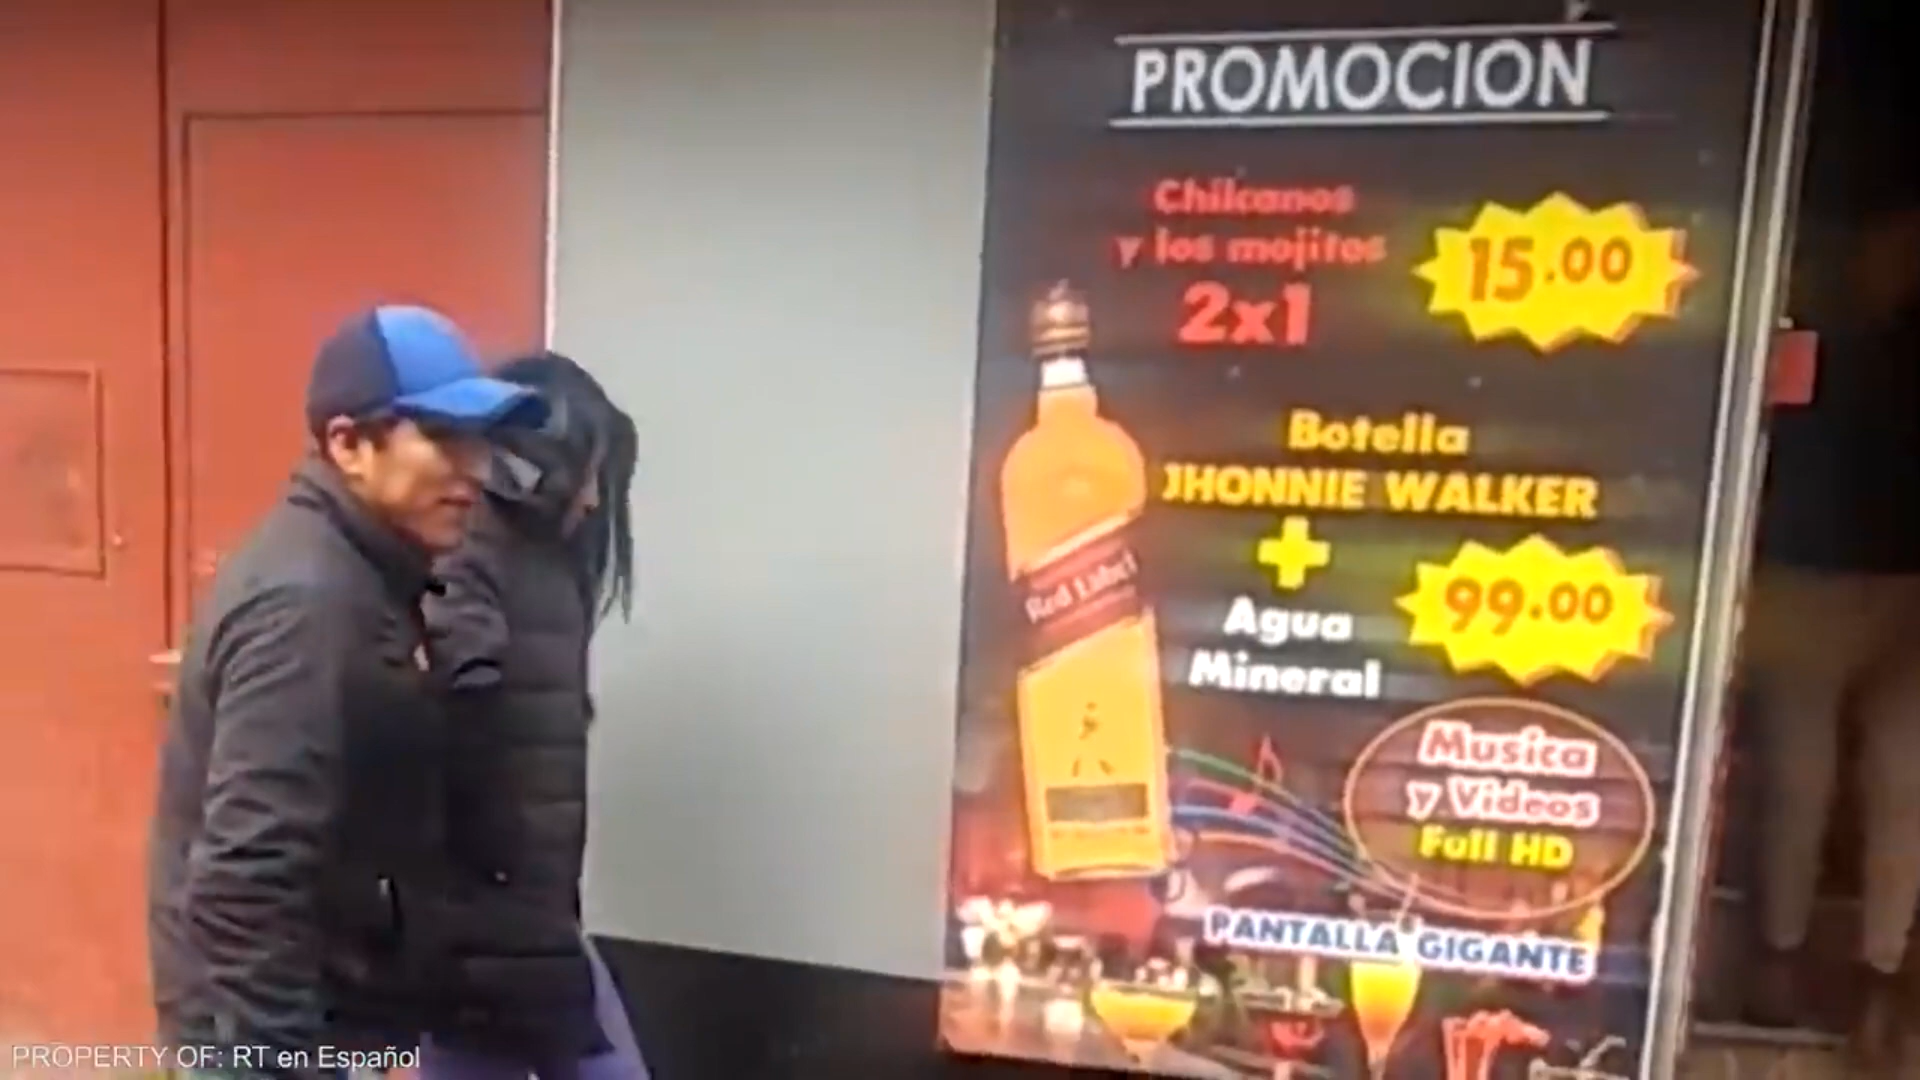 PROMOCION
Chilcanos
y los mojitos
2x1
15.00
Botella
JHONNIE WALKER
+
Agua
Mineral
99.00
Red Label
Musica
y Videos
Full HD
PANTALLA GIGANTE
PROPERTY OF: RT en Español